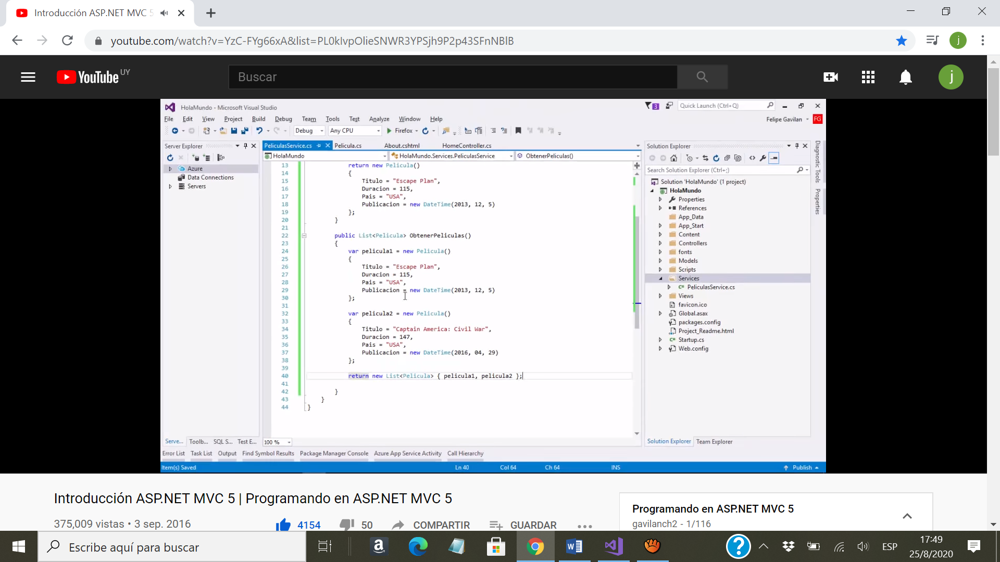 Introducción ASP.NET MVC 5
youtube.com/watch?v=YzC-FYg66xA&list=PL0kIvpOlieSNWR3YPSjh9P2p43SFnNBlB
j
YouTube UY
Buscar
j
HolaMundo - Microsoft Visual Studio
3
Quick Launch (Ctrl+Q)
File Edit View Project Build Debug Team Tools Test Analyze Window Help
Felipe Gavilan
FG
Debug Any CPU Firefox
Server Explorer
PeliculasService.cs Pelicula.cs About.cshtml HomeController.cs
Solution Explorer
HolaMundo HolaMundo.Services.PeliculasService ObtenerPeliculas()
Azure
Data Connections
Servers
13 return new Pelicula()
14 {
15 Titulo = "Escape Plan",
16 Duracion = 115,
17 Pais = "USA",
18 Publicacion = new DateTime(2013, 12, 5)
19 };
20 }
21
22 public List<Pelicula> ObtenerPeliculas()
23 {
24 var pelicula1 = new Pelicula()
25 {
26 Titulo = "Escape Plan",
27 Duracion = 115,
28 Pais = "USA",
29 Publicacion = new DateTime(2013, 12, 5)
30 };
31
32 var pelicula2 = new Pelicula()
33 {
34 Titulo = "Captain America: Civil War",
35 Duracion = 147,
36 Pais = "USA",
37 Publicacion = new DateTime(2016, 04, 29)
38 };
39
40 return new List<Pelicula> { pelicula1, pelicula2 };
41
42 }
43 }
44 }
Search Solution Explorer (Ctrl+;)
Solution 'HolaMundo' (1 project)
HolaMundo
Properties
References
App_Data
App_Start
Content
Controllers
fonts
Models
Scripts
Services
PeliculasService.cs
Views
favicon.ico
Global.asax
packages.config
Project_Readme.html
Startup.cs
Web.config
Diagnostic Tools
Properties
Serve... Toolb... SQL S... Test E...
100 %
Solution Explorer Team Explorer
Error List Task List Output Find Symbol Results Package Manager Console Azure App Service Activity Call Hierarchy
Item(s) Saved Ln 40 Col 64 Ch 64 INS Publish
Introducción ASP.NET MVC 5 | Programando en ASP.NET MVC 5
375,009 vistas • 3 sep. 2016
4154 50 COMPARTIR GUARDAR
Programando en ASP.NET MVC 5
gavilanch2 - 1/116
Escribe aquí para buscar
ESP
17:49
25/8/2020